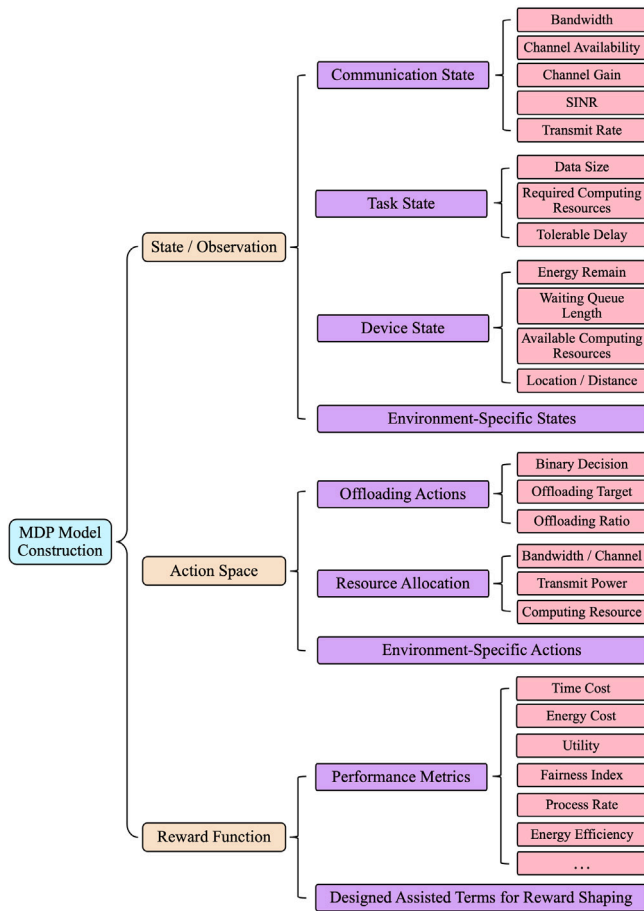 MDP Model
Construction
State / Observation
Communication State
Bandwidth
Channel Availability
Channel Gain
SINR
Transmit Rate
Task State
Data Size
Required Computing
Resources
Tolerable Delay
Device State
Energy Remain
Waiting Queue
Length
Available Computing
Resources
Location / Distance
Environment-Specific States
Action Space
Offloading Actions
Binary Decision
Offloading Target
Offloading Ratio
Resource Allocation
Bandwidth / Channel
Transmit Power
Computing Resource
Environment-Specific Actions
Reward Function
Performance Metrics
Time Cost
Energy Cost
Utility
Fairness Index
Process Rate
Energy Efficiency
...
Designed Assisted Terms for Reward Shaping